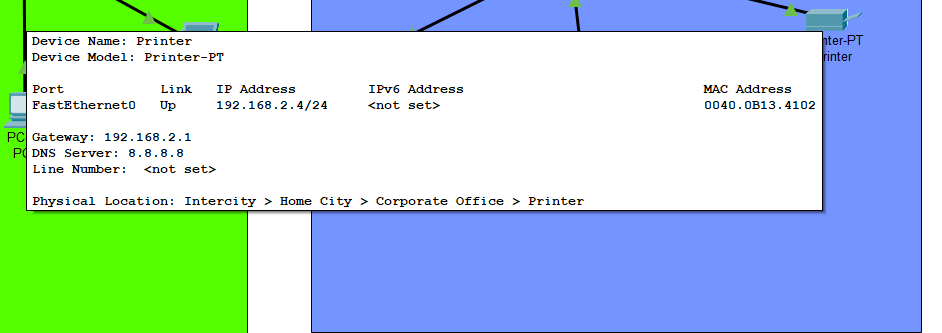 Device Name: Printer
Device Model: Printer-PT
Port Link IP Address IPv6 Address MAC Address
FastEthernet0 Up 192.168.2.4/24 <not set> 0040.0B13.4102
Gateway: 192.168.2.1
DNS Server: 8.8.8.8
Line Number: <not set>
Physical Location: Intercity > Home City > Corporate Office > Printer
nter-PT
rinter
PC
PC